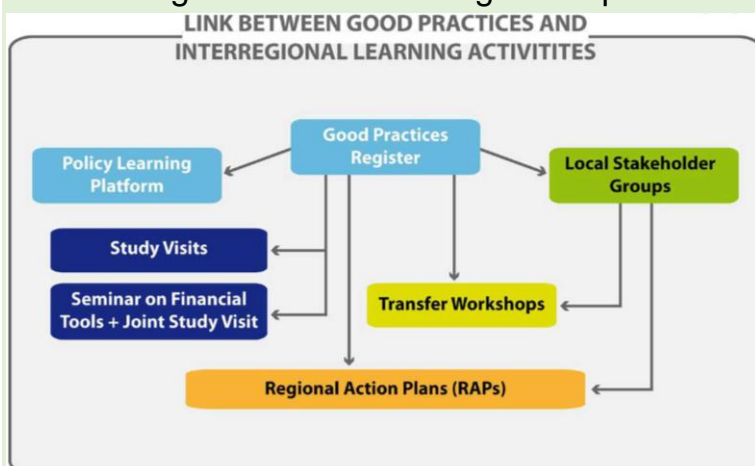 LINK BETWEEN GOOD PRACTICES AND
INTERREGIONAL LEARNING ACTIVITITES
Good Practices
Register
Policy Learning
Platform
Local Stakeholder
Groups
Study Visits
Seminar on Financial
Tools + Joint Study Visit
Transfer Workshops
Regional Action Plans (RAPs)